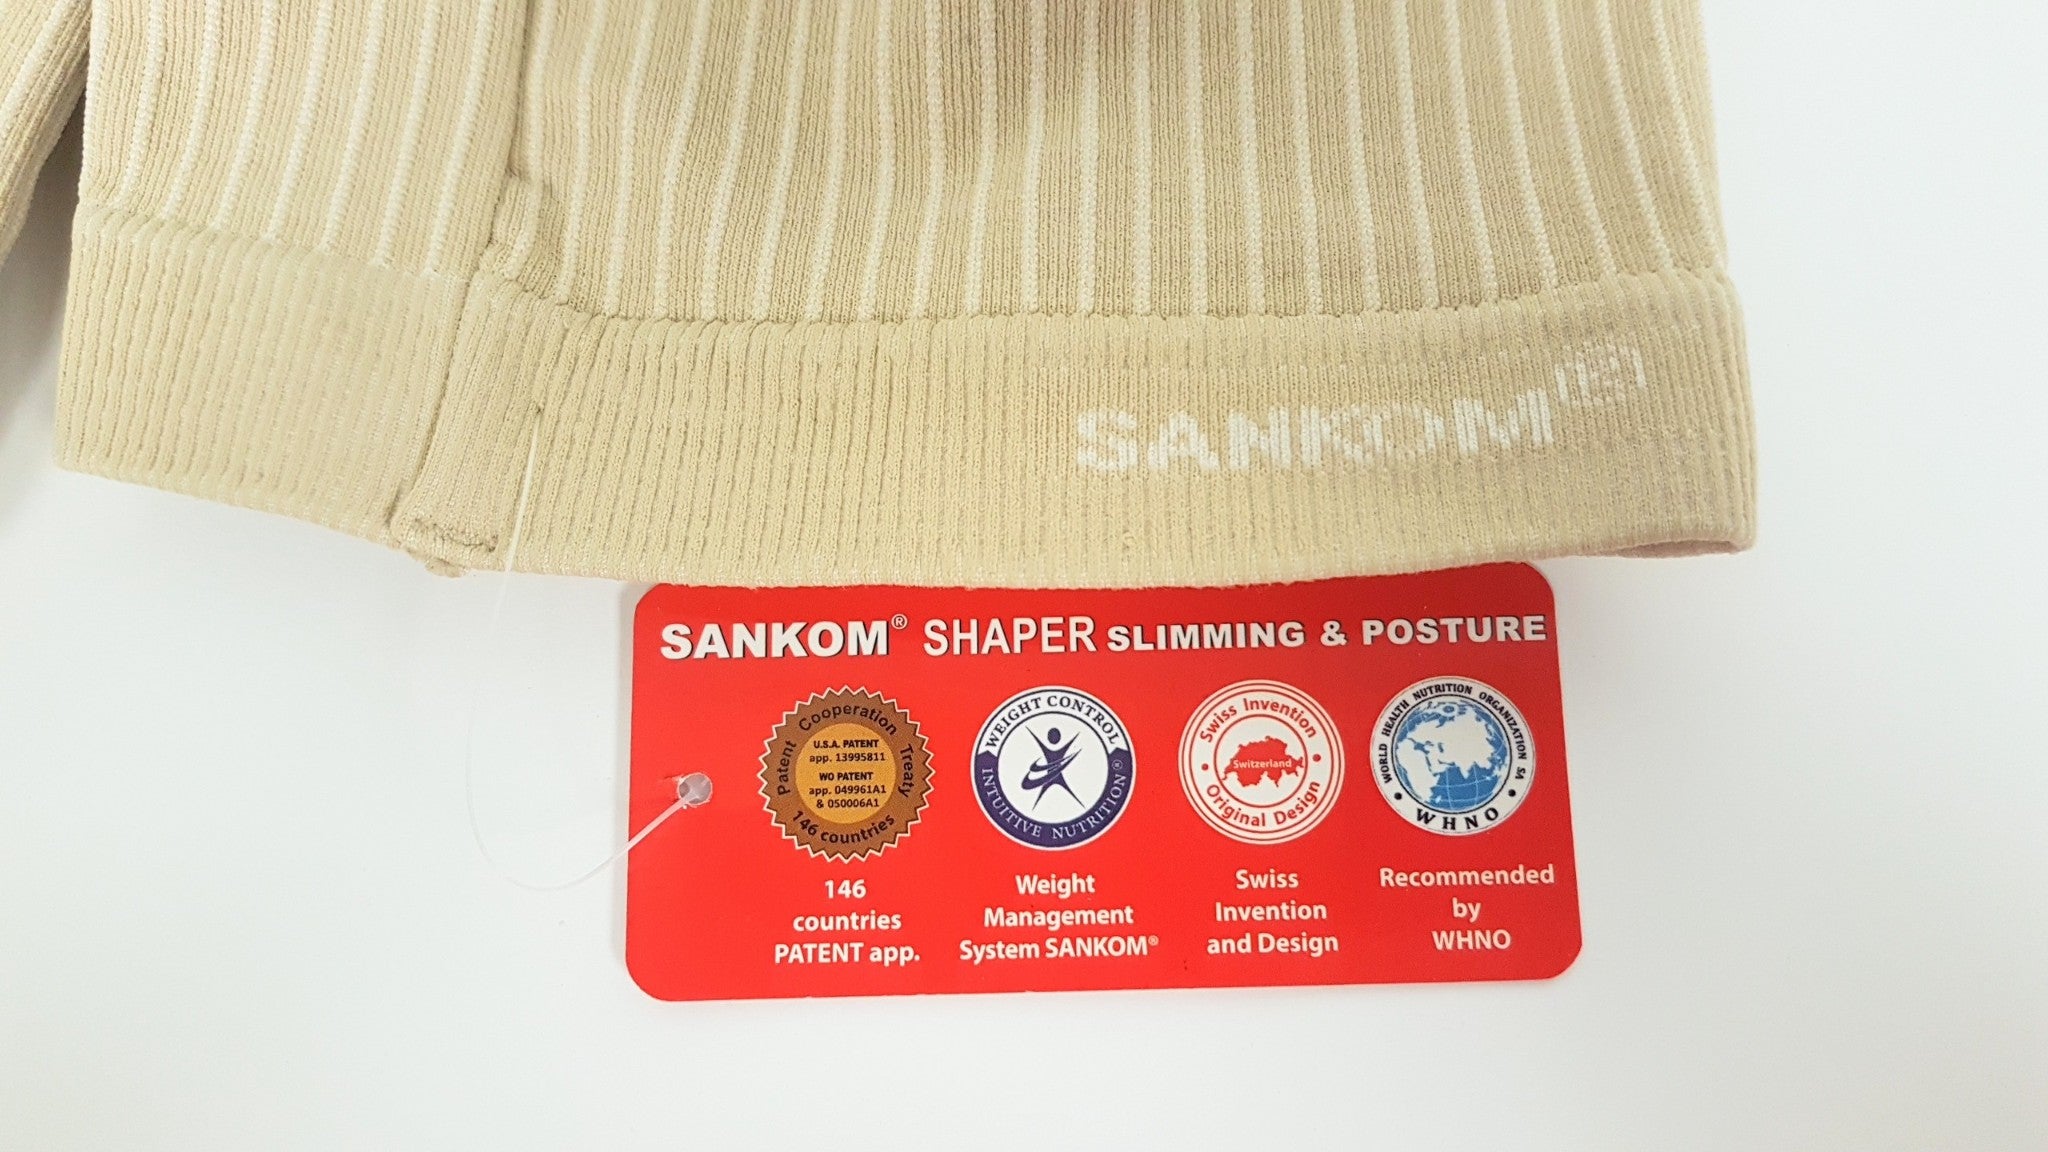 SANKOM
SANKOM® SHAPER SLIMMING & POSTURE
Patent Cooperation Treaty
U.S.A. PATENT
app. 13995811
WO PATENT
app. 049961A1
& 050006A1
146 countries
WEIGHT CONTROL
INTUITIVE NUTRITION®
Swiss Invention
Switzerland
Original Design
WORLD HEALTH NUTRITION ORGANIZATION SA
• WHNO •
146
countries
PATENT app.
Weight
Management
System SANKOM®
Swiss
Invention
and Design
Recommended
by
WHNO